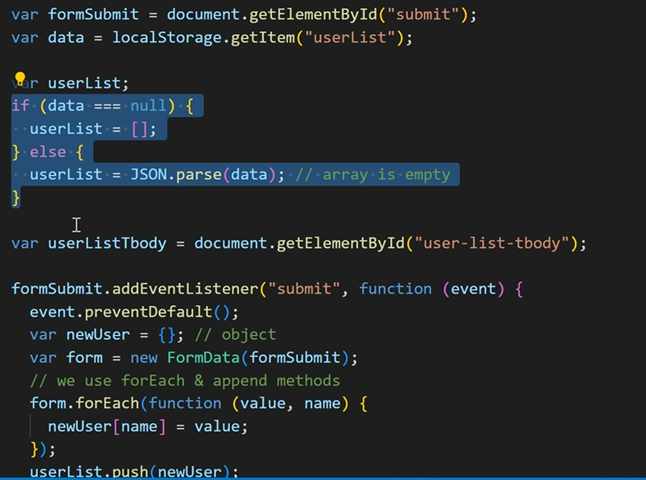 var formSubmit = document.getElementById("submit");
var data = localStorage.getItem("userList");
var userList;
if (data === null) {
userList = [];
} else {
userList = JSON.parse(data); // array is empty
}
var userListTbody = document.getElementById("user-list-tbody");
formSubmit.addEventListener("submit", function (event) {
event.preventDefault();
var newUser = {}; // object
var form = new FormData(formSubmit);
// we use forEach & append methods
form.forEach(function (value, name) {
newUser[name] = value;
});
userList.push(newUser);